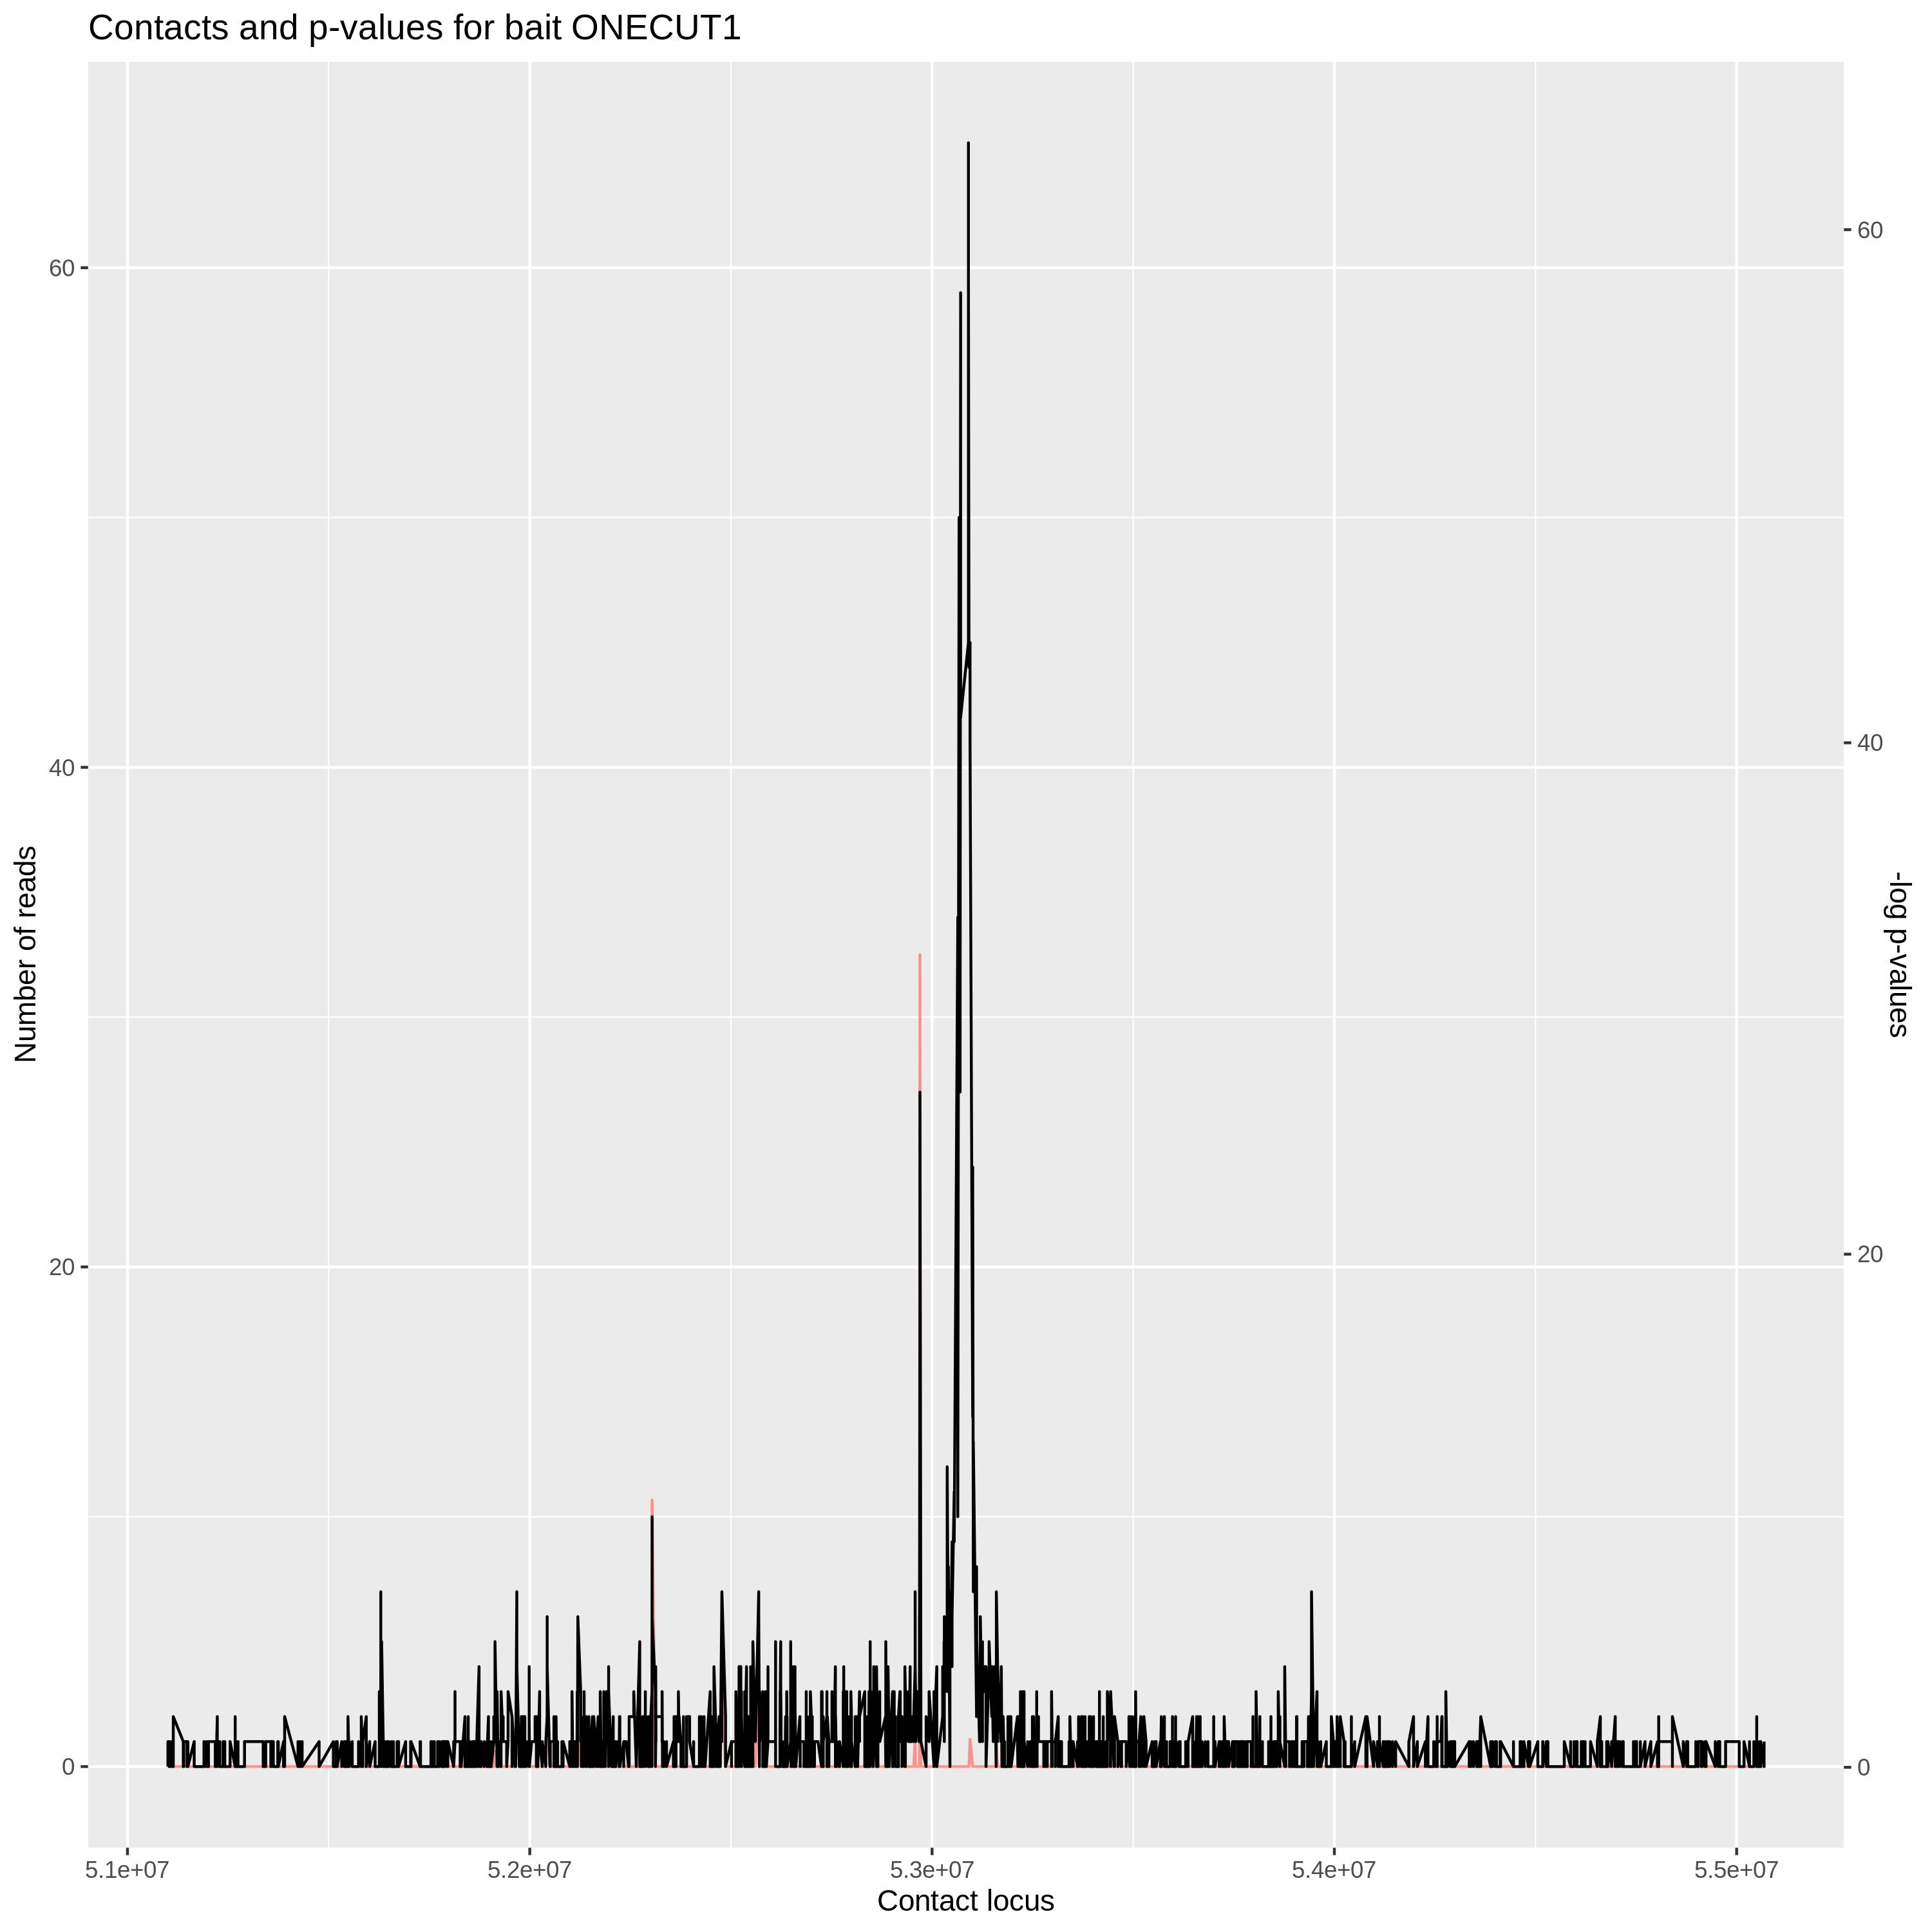 Contacts and p-values for bait ONECUT1
60
40
20
0
Number of reads
60
40
20
0
-log p-values
5.1e+07
5.2e+07
5.3e+07
5.4e+07
5.5e+07
Contact locus